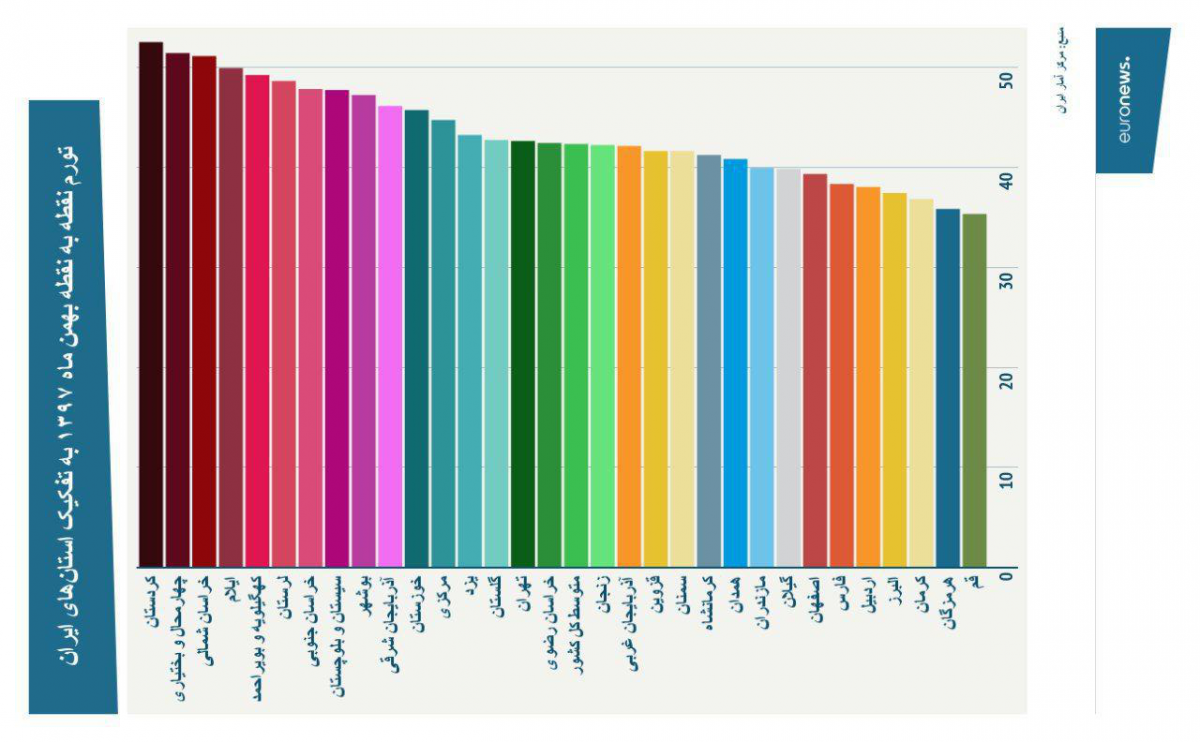 تورم نقطه به نقطه بهمن ماه ۱۳۹۷ به تفکیک استان‌های ایران
کردستان
چهارمحال و بختیاری
خراسان شمالی
ایلام
کهگیلویه و بویراحمد
لرستان
خراسان جنوبی
سیستان و بلوچستان
بوشهر
آذربایجان شرقی
خوزستان
مرکزی
یزد
گلستان
تهران
خراسان رضوی
متوسط کل کشور
زنجان
آذربایجان غربی
قزوین
سمنان
کرمانشاه
همدان
مازندران
گیلان
اصفهان
فارس
اردبیل
البرز
کرمان
هرمزگان
قم
0
10
20
30
40
50
منبع: مرکز آمار ایران
euronews.